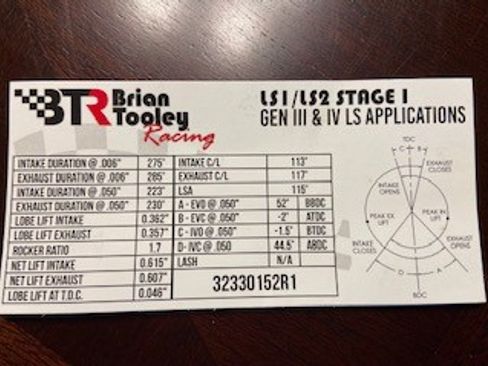 BTR Brian Tooley Racing
LS1/LS2 STAGE 1
GEN III & IV LS APPLICATIONS
INTAKE DURATION @ .006" 275°
EXHAUST DURATION @ .006" 285°
INTAKE DURATION @ .050" 223°
EXHAUST DURATION @ .050" 230°
LOBE LIFT INTAKE 0.362"
LOBE LIFT EXHAUST 0.357"
ROCKER RATIO 1.7
NET LIFT INTAKE 0.615"
NET LIFT EXHAUST 0.607"
LOBE LIFT AT T.D.C. 0.046"
INTAKE C/L 113°
EXHAUST C/L 117°
LSA 115°
A - EVO @ .050" 52° BBDC
B - EVC @ .050" -2° ATDC
C - IVO @ .050" -1.5° BTDC
D - IVC @ .050 44.5° ABDC
LASH N/A
32330152R1
TDC
C B
EXHAUST CLOSES
INTAKE OPENS
PEAK EX LIFT
PEAK IN LIFT
INTAKE CLOSES
EXHAUST OPENS
D A
BDC